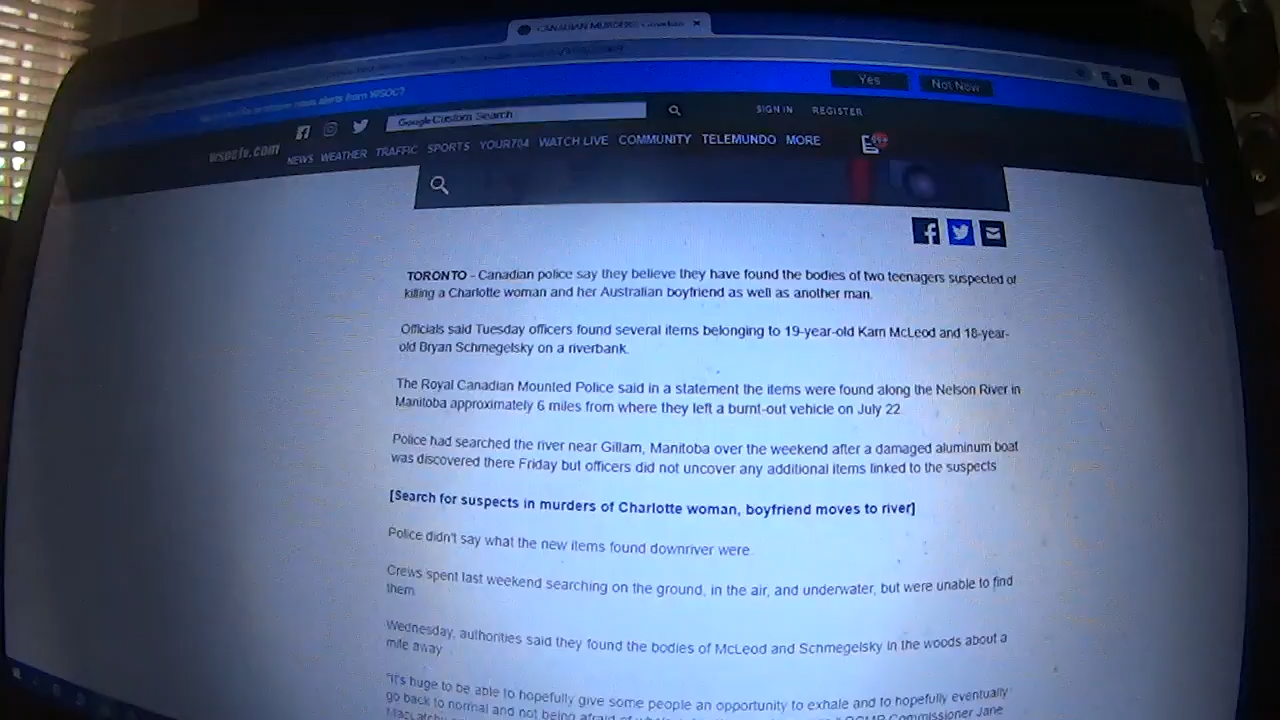 CANADIAN MURDERS: Canadian
news alerts from WSOC?
Yes
Not Now
Google Custom Search
SIGN IN REGISTER
wsoctv.com
NEWS WEATHER TRAFFIC SPORTS YOUR704 WATCH LIVE COMMUNITY TELEMUNDO MORE
TORONTO - Canadian police say they believe they have found the bodies of two teenagers suspected of
killing a Charlotte woman and her Australian boyfriend as well as another man.
Officials said Tuesday officers found several items belonging to 19-year-old Kam McLeod and 18-year-
old Bryan Schmegelsky on a riverbank.
The Royal Canadian Mounted Police said in a statement the items were found along the Nelson River in
Manitoba approximately 6 miles from where they left a burnt-out vehicle on July 22.
Police had searched the river near Gillam, Manitoba over the weekend after a damaged aluminum boat
was discovered there Friday but officers did not uncover any additional items linked to the suspects
[Search for suspects in murders of Charlotte woman, boyfriend moves to river]
Police didn't say what the new items found downriver were.
Crews spent last weekend searching on the ground, in the air, and underwater, but were unable to find
them.
Wednesday, authorities said they found the bodies of McLeod and Schmegelsky in the woods about a
mile away.
"It's huge to be able to hopefully give some people an opportunity to exhale and to hopefully eventually
go back to normal and not being afraid of RCMP Commissioner Jane